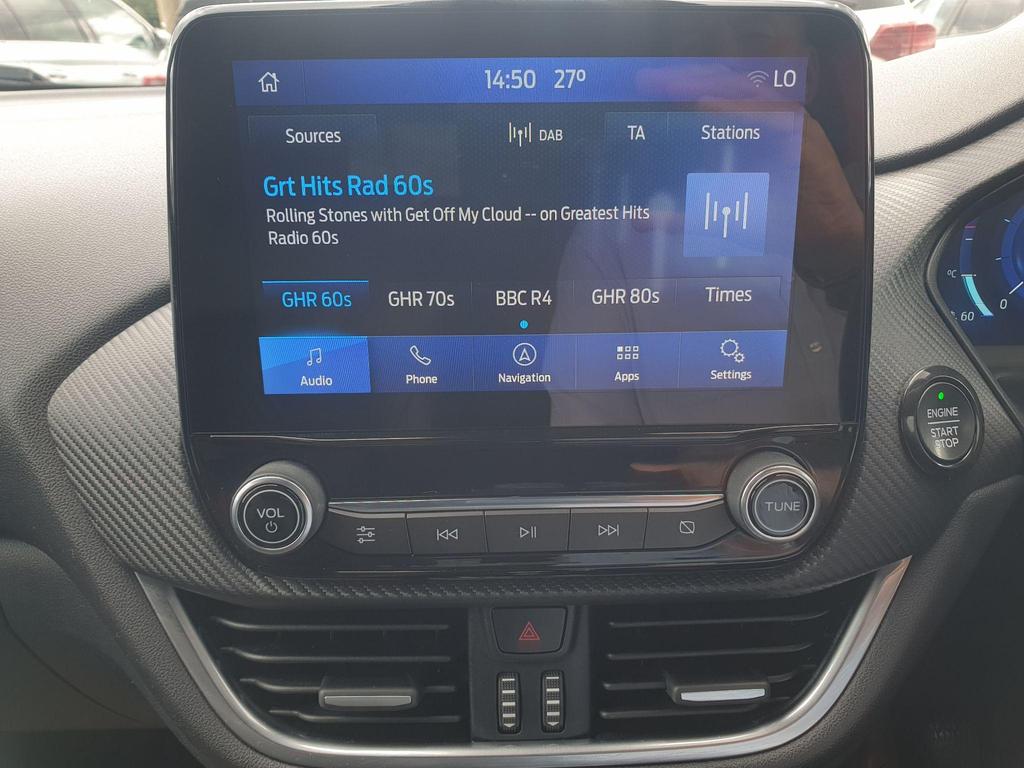 14:50 27º LO
Sources DAB TA Stations
Grt Hits Rad 60s
Rolling Stones with Get Off My Cloud -- on Greatest Hits
Radio 60s
GHR 60s GHR 70s BBC R4 GHR 80s Times
Audio Phone Navigation Apps Settings
ºC
60 0
ENGINE
START
STOP
VOL
TUNE